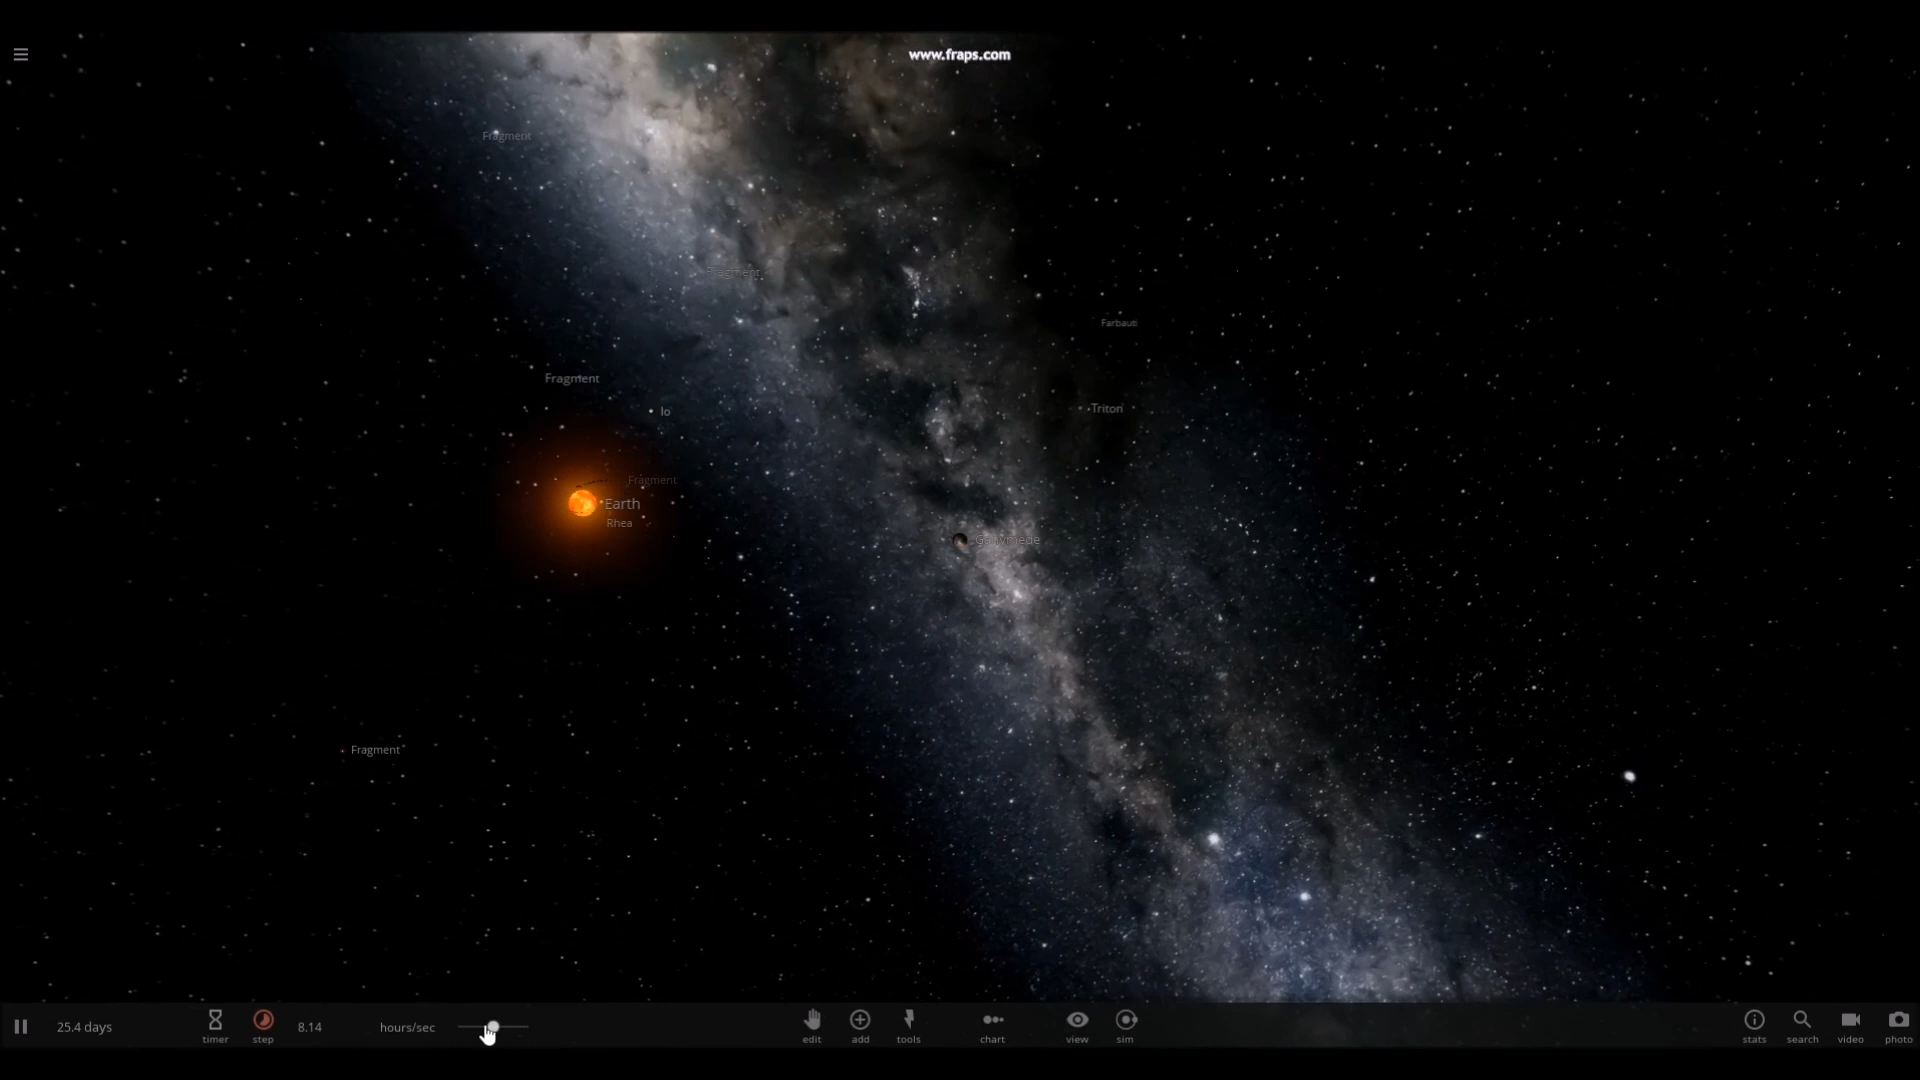 www.fraps.com
Fragment
Fragment
Farbauti
Fragment
Io
Triton
Fragment
Earth
Rhea
Ganymede
Fragment
25.4 days
timer
step
8.14
hours/sec
edit
add
tools
chart
view
sim
stats
search
video
photo